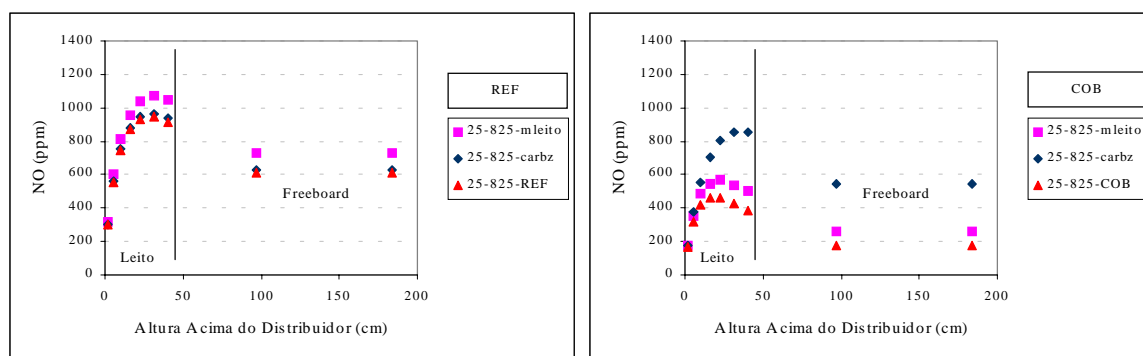 1400
1200
1000
800
600
400
200
0
NO (ppm)
Leito
Freeboard
0
50
100
150
200
Altura Acima do Distribuidor (cm)
REF
25-825-mleito
25-825-carbz
25-825-REF
1400
1200
1000
800
600
400
200
0
NO (ppm)
Leito
Freeboard
0
50
100
150
200
Altura Acima do Distribuidor (cm)
COB
25-825-mleito
25-825-carbz
25-825-COB